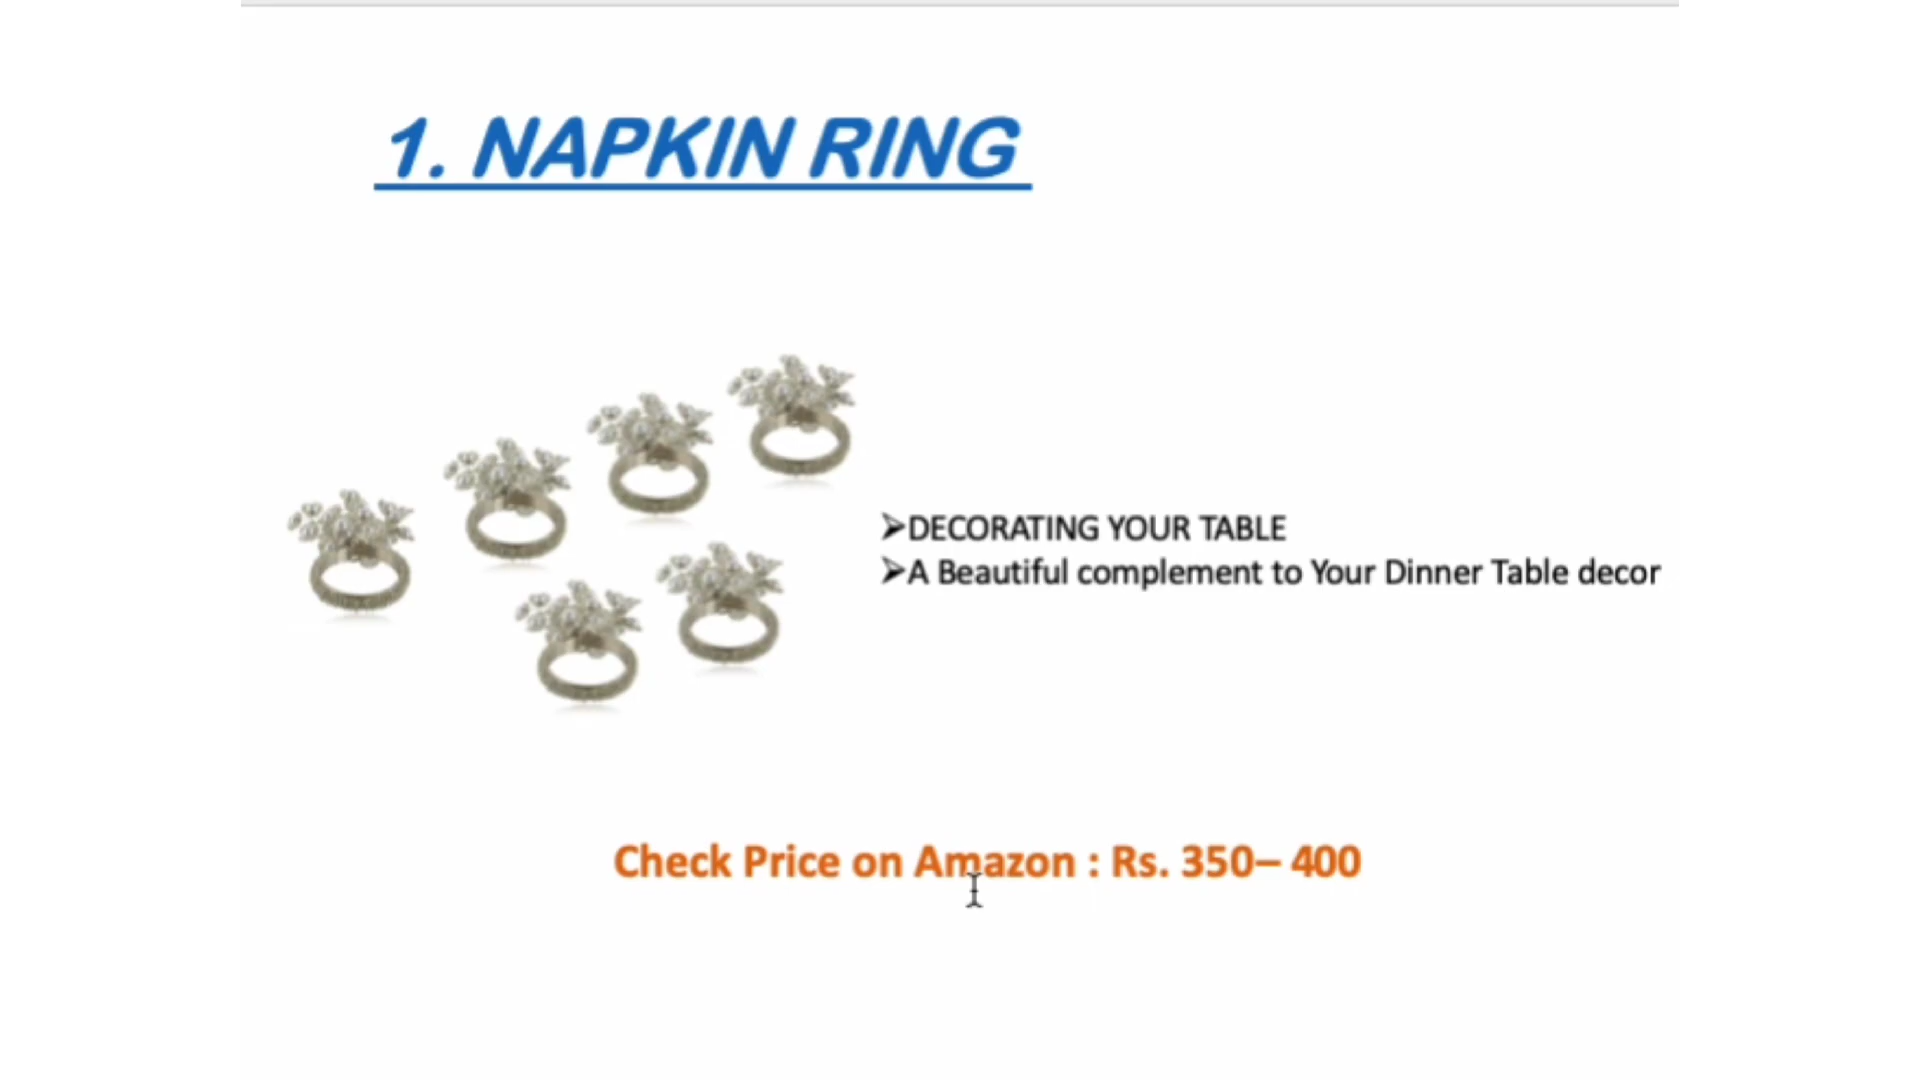 1. NAPKIN RING
➢DECORATING YOUR TABLE
➢A Beautiful complement to Your Dinner Table decor
Check Price on Amazon : Rs. 350– 400